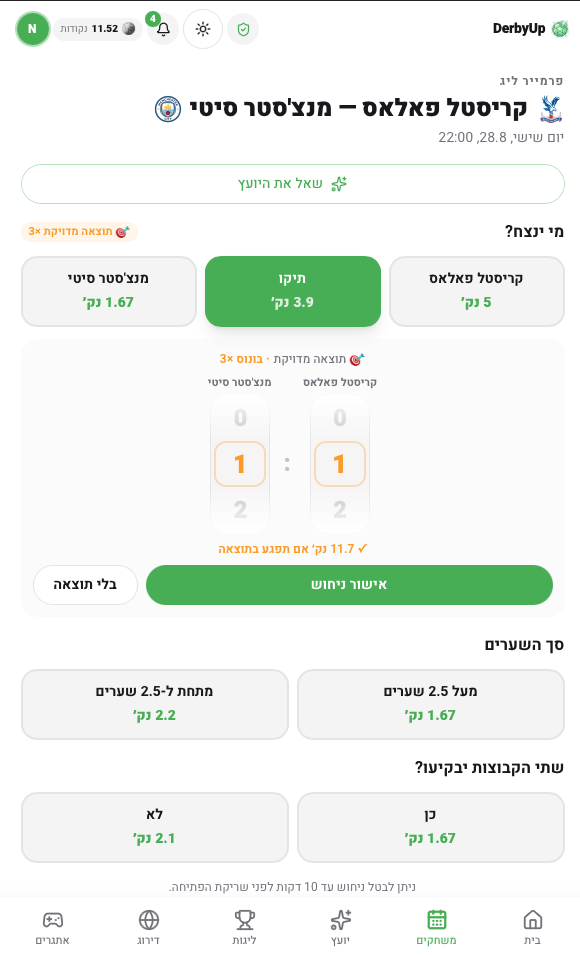 DerbyUp
4
11.52 נקודות
N
פרמייר ליג
קריסטל פאלאס — מנצ'סטר סיטי
יום שישי, 28.8, 22:00
שאל את היועץ
מי ינצח?
תוצאה מדויקת ×3
קריסטל פאלאס
5 נק׳
תיקו
3.9 נק׳
מנצ'סטר סיטי
1.67 נק׳
תוצאה מדויקת · בונוס ×3
קריסטל פאלאס
מנצ'סטר סיטי
0 0
1 : 1
2 2
✓ 11.7 נק׳ אם תפגע בתוצאה
אישור ניחוש
בלי תוצאה
סך השערים
מעל 2.5 שערים
1.67 נק׳
מתחת ל-2.5 שערים
2.2 נק׳
שתי הקבוצות יבקיעו?
כן
1.67 נק׳
לא
2.1 נק׳
ניתן לבטל ניחוש עד 10 דקות לפני שריקת הפתיחה.
בית
משחקים
יועץ
ליגות
דירוג
אתגרים